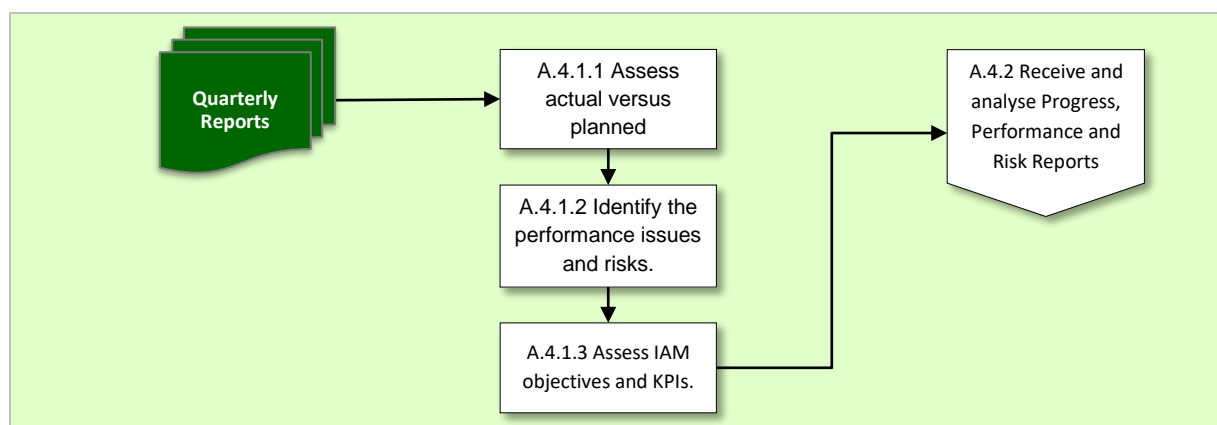 Quarterly
Reports
A.4.1.1 Assess
actual versus
planned
A.4.1.2 Identify the
performance issues
and risks.
A.4.1.3 Assess IAM
objectives and KPIs.
A.4.2 Receive and
analyse Progress,
Performance and
Risk Reports